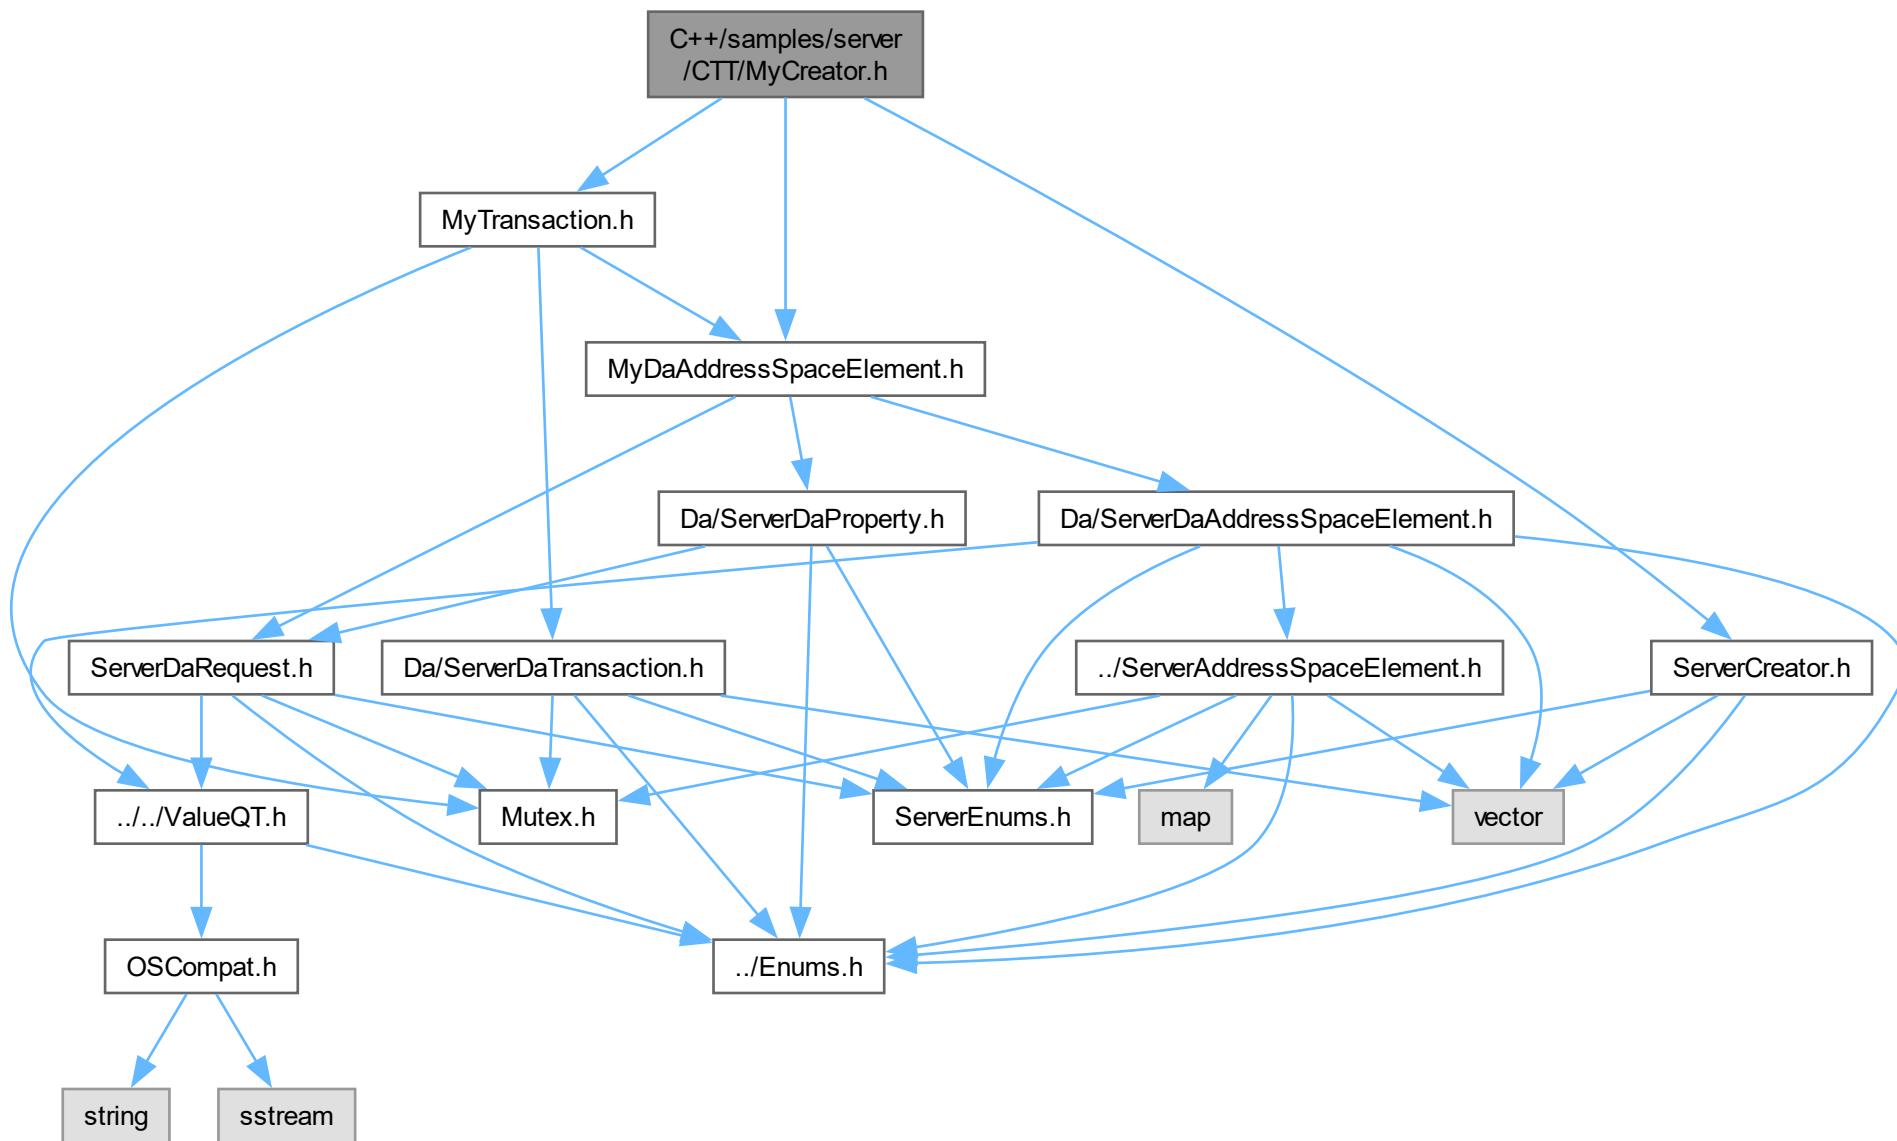 C++/samples/server
/CTT/MyCreator.h
MyTransaction.h
MyDaAddressSpaceElement.h
Da/ServerDaProperty.h
Da/ServerDaAddressSpaceElement.h
ServerDaRequest.h
Da/ServerDaTransaction.h
../ServerAddressSpaceElement.h
ServerCreator.h
../../ValueQT.h
Mutex.h
ServerEnums.h
map
vector
OSCompat.h
../Enums.h
string
sstream